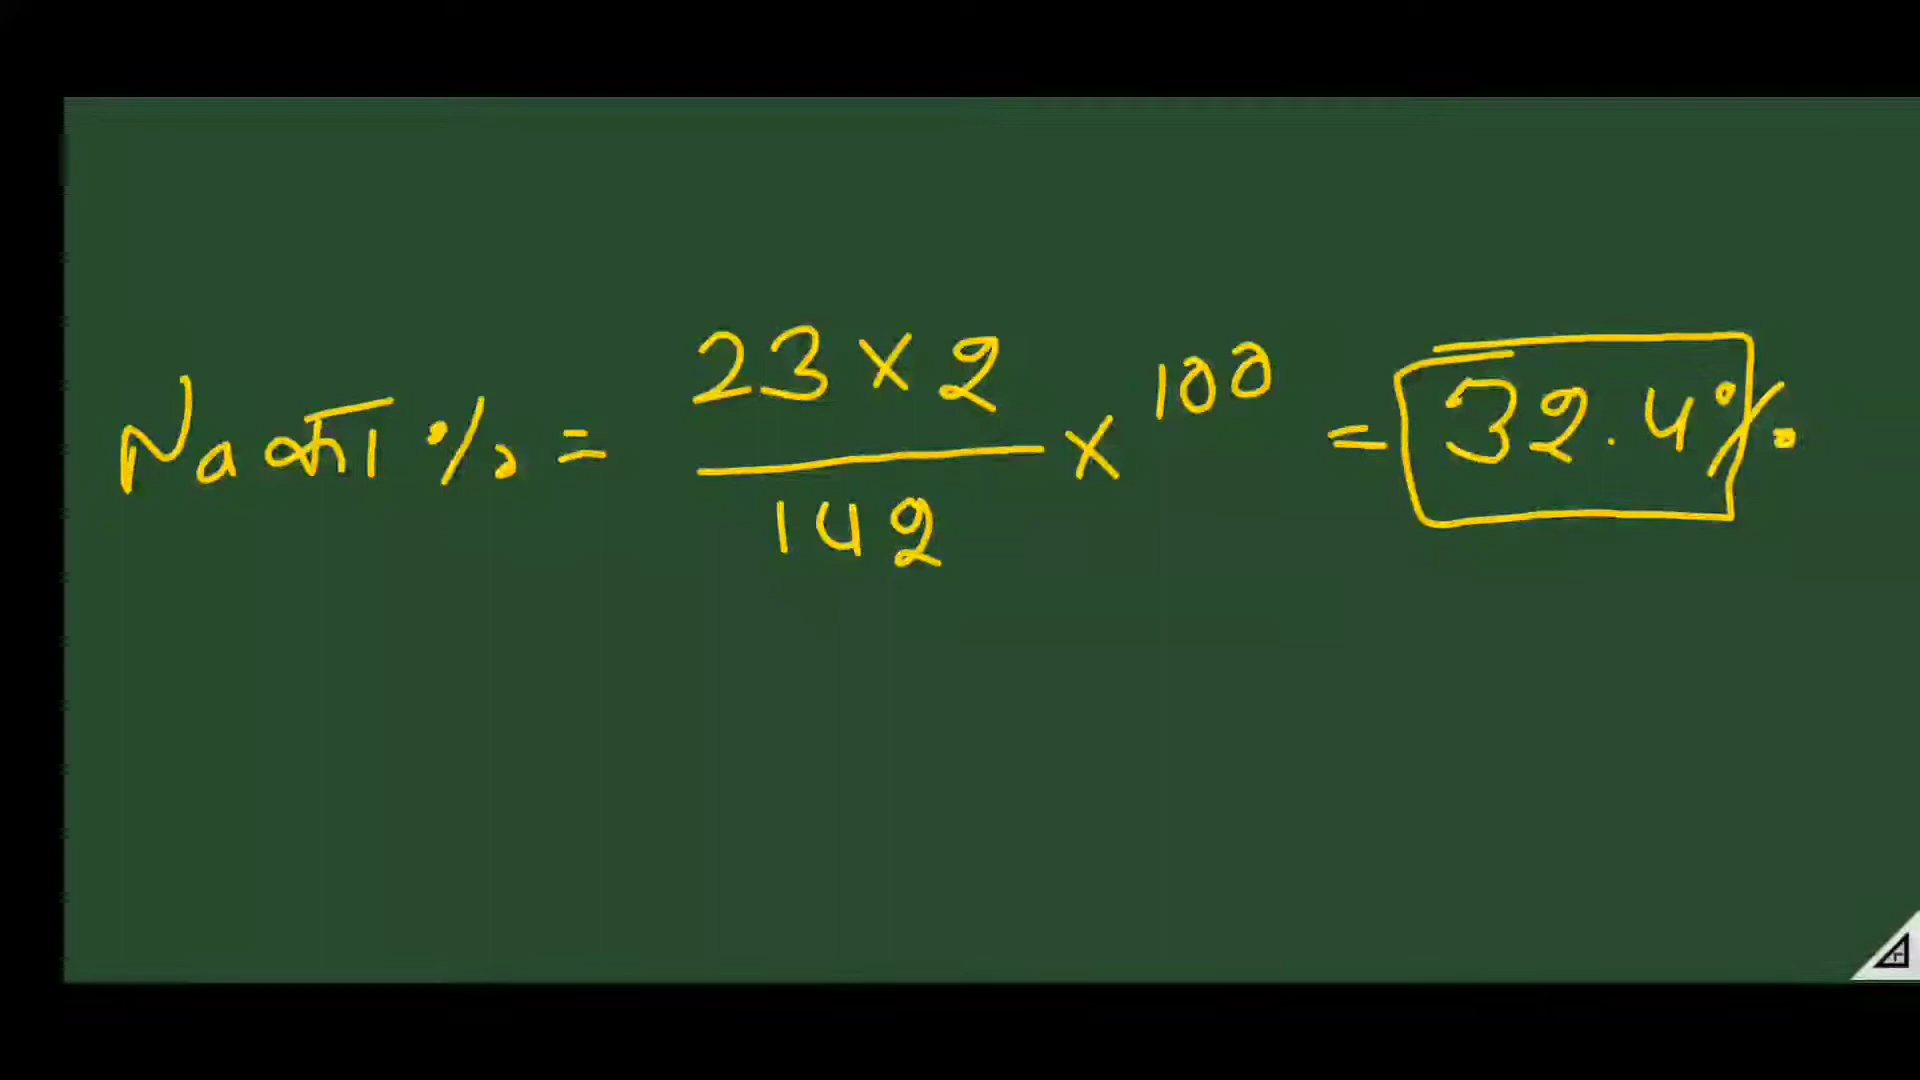 Na का % = 23 × 2 / 142 × 100 = 32.4%